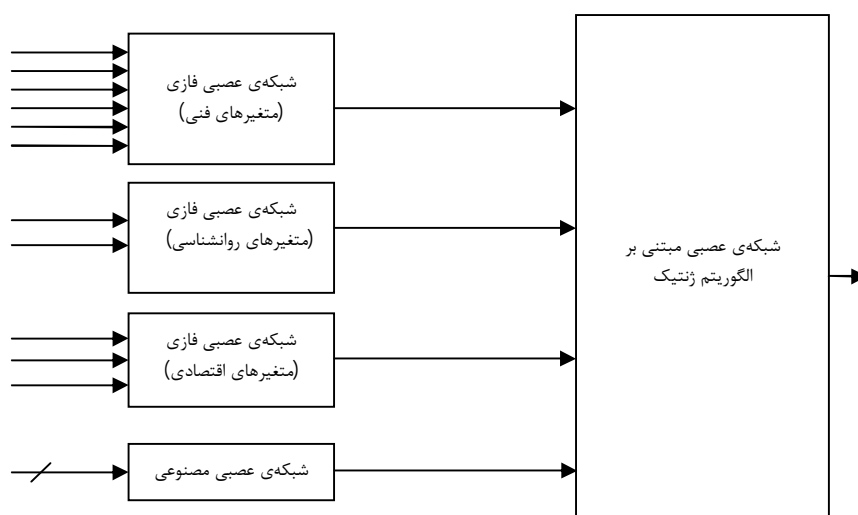 شبکه‌ی عصبی فازی
(متغیرهای فنی)
شبکه‌ی عصبی فازی
(متغیرهای روانشناسی)
شبکه‌ی عصبی مبتنی بر
الگوریتم ژنتیک
شبکه‌ی عصبی فازی
(متغیرهای اقتصادی)
شبکه‌ی عصبی مصنوعی